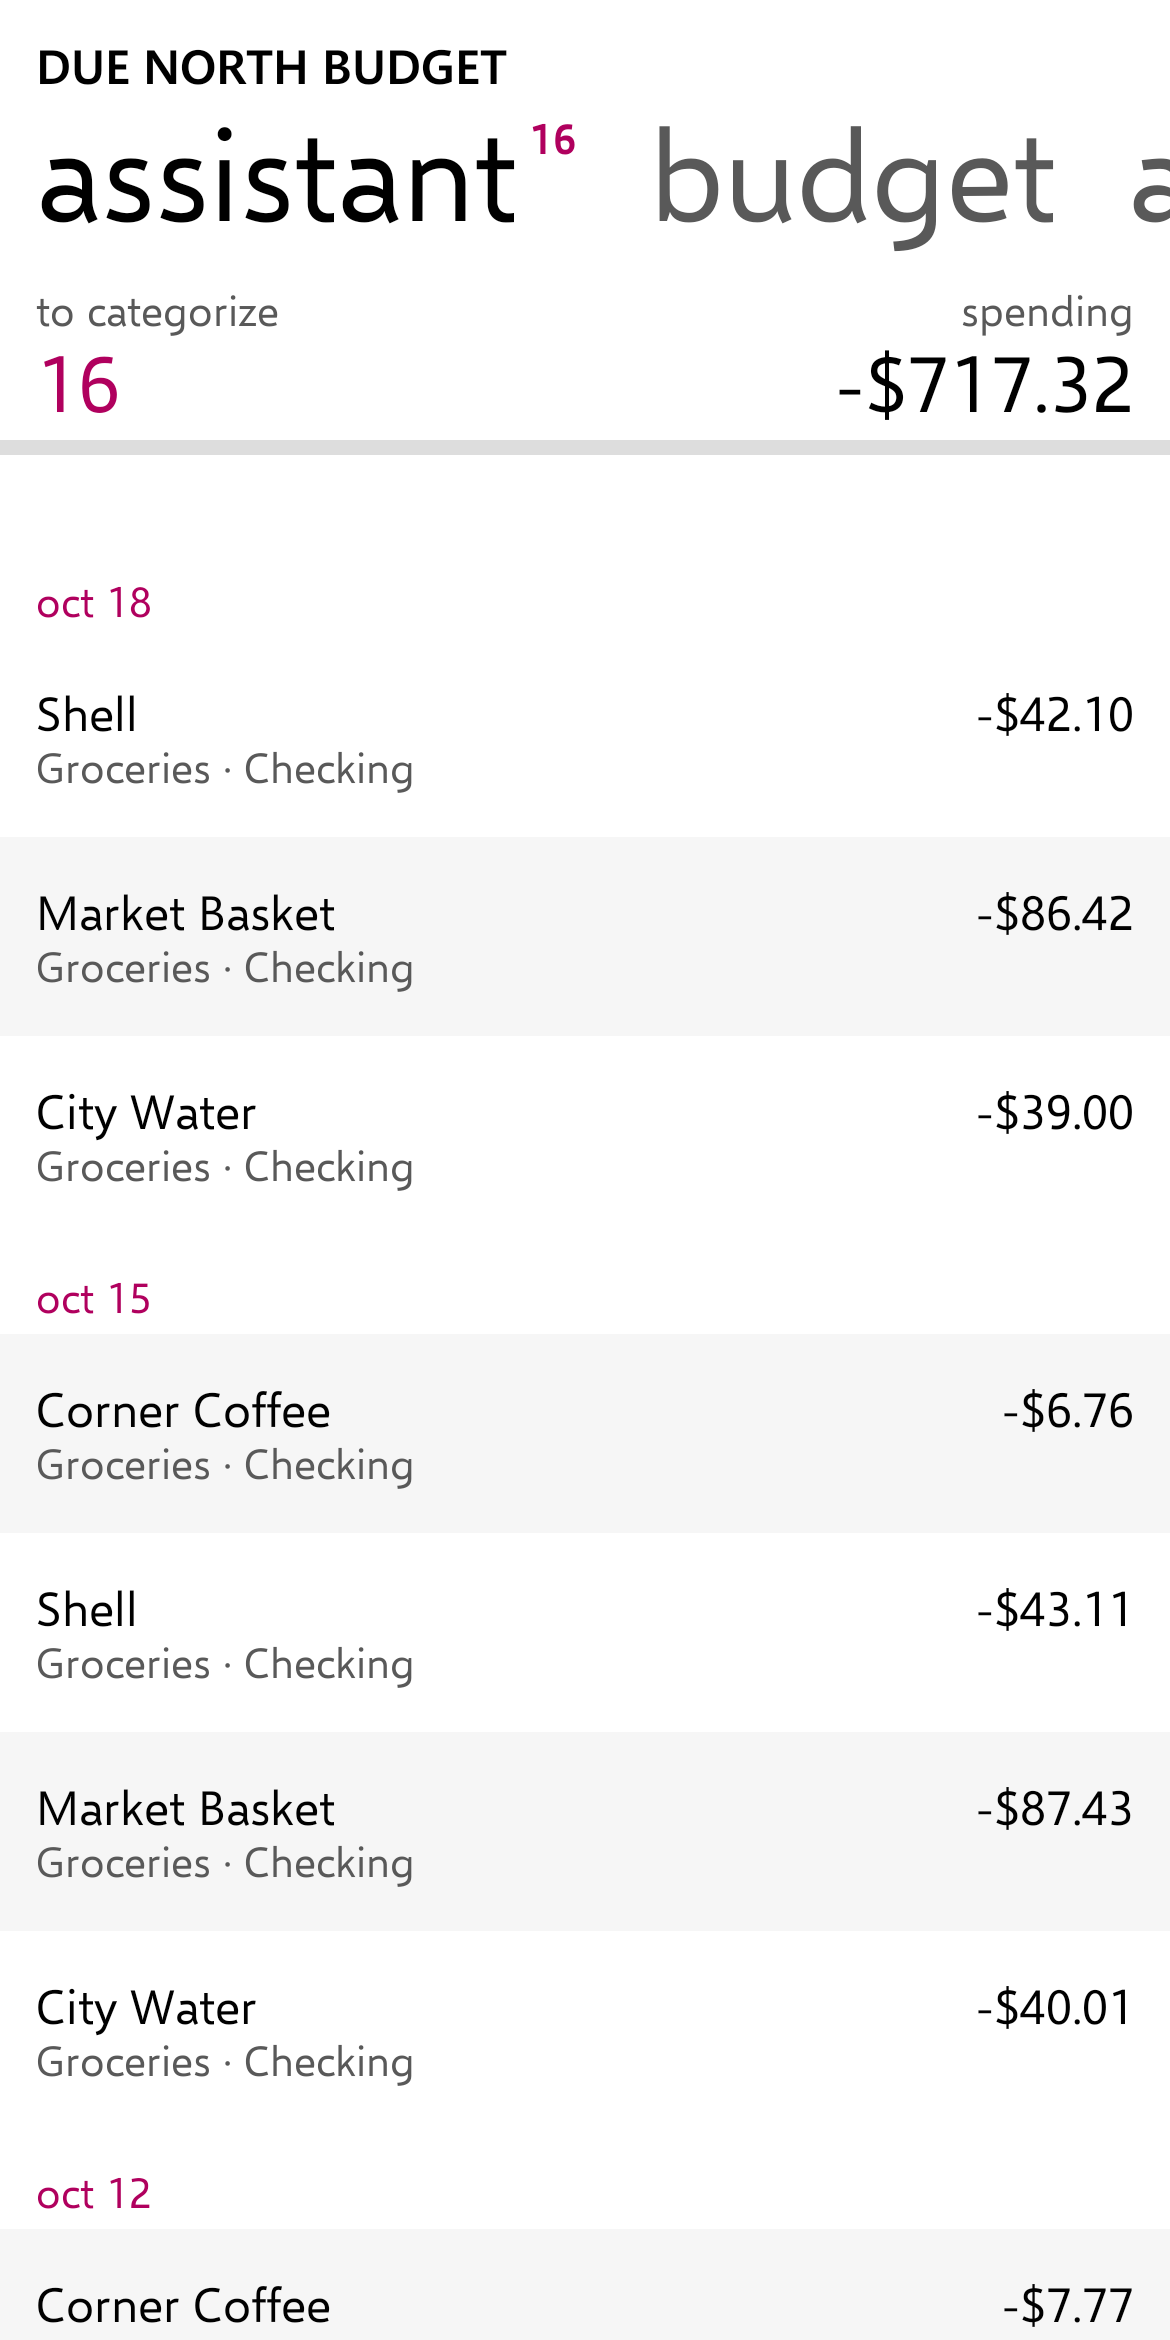 DUE NORTH BUDGET
assistant 16 budget a
to categorize spending
16 -$717.32
oct 18
Shell -$42.10
Groceries · Checking
Market Basket -$86.42
Groceries · Checking
City Water -$39.00
Groceries · Checking
oct 15
Corner Coffee -$6.76
Groceries · Checking
Shell -$43.11
Groceries · Checking
Market Basket -$87.43
Groceries · Checking
City Water -$40.01
Groceries · Checking
oct 12
Corner Coffee -$7.77